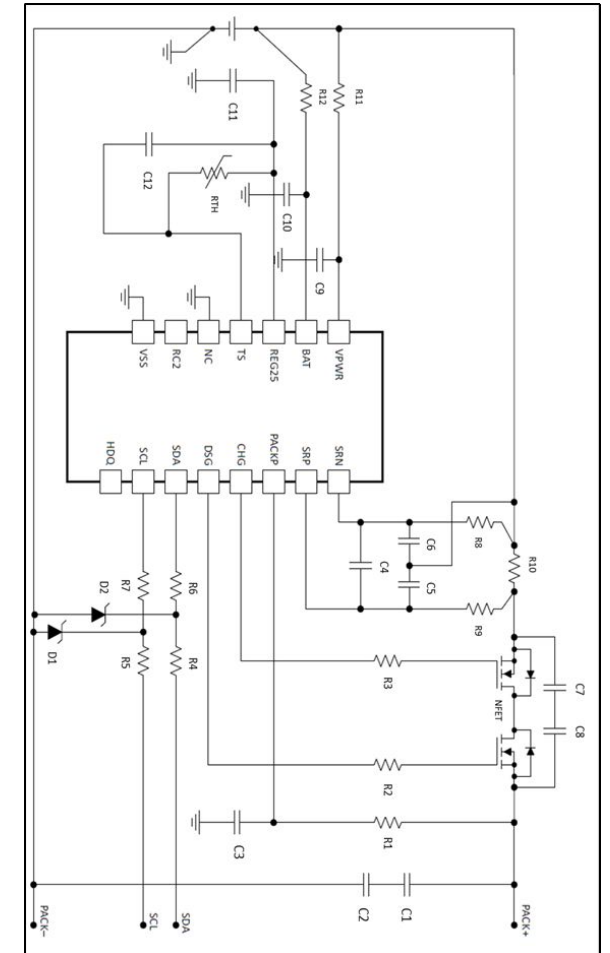 R11
R12
C11
C12
RTH
C10
C9
VPWR
BAT
REG25
TS
NC
RC2
VSS
SRN
SRP
PACKP
CHG
DSG
SDA
SCL
HDQ
R8
R10
R9
C6
C5
C4
C7
C8
NFET
R3
R2
R1
C3
R7
R6
D2
D1
R5
R4
C1
C2
PACK+
SDA
SCL
PACK–